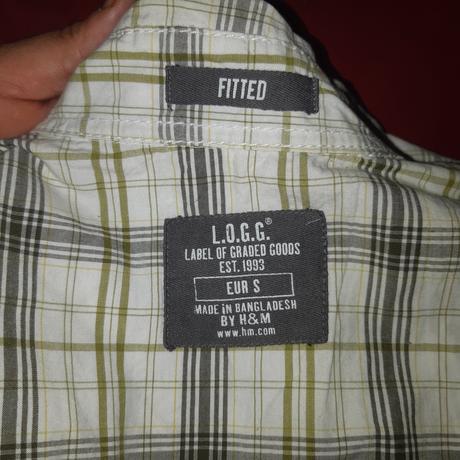 FITTED
L.O.G.G.®
LABEL OF GRADED GOODS
EST. 1993
EUR S
MADE IN BANGLADESH
BY H&M
www.hm.com